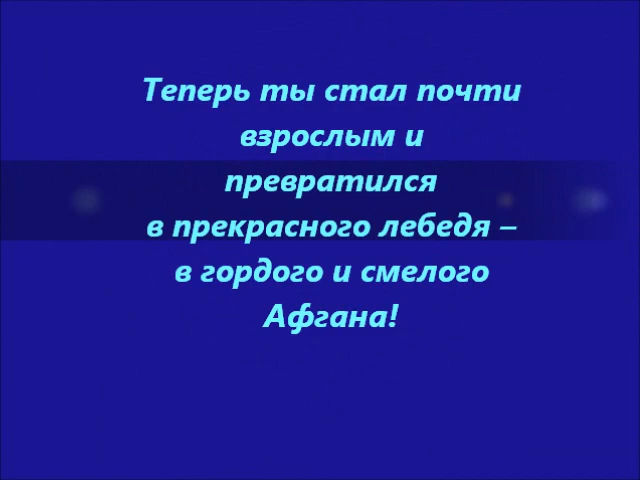 Теперь ты стал почти
взрослым и
превратился
в прекрасного лебедя –
в гордого и смелого
Афгана!